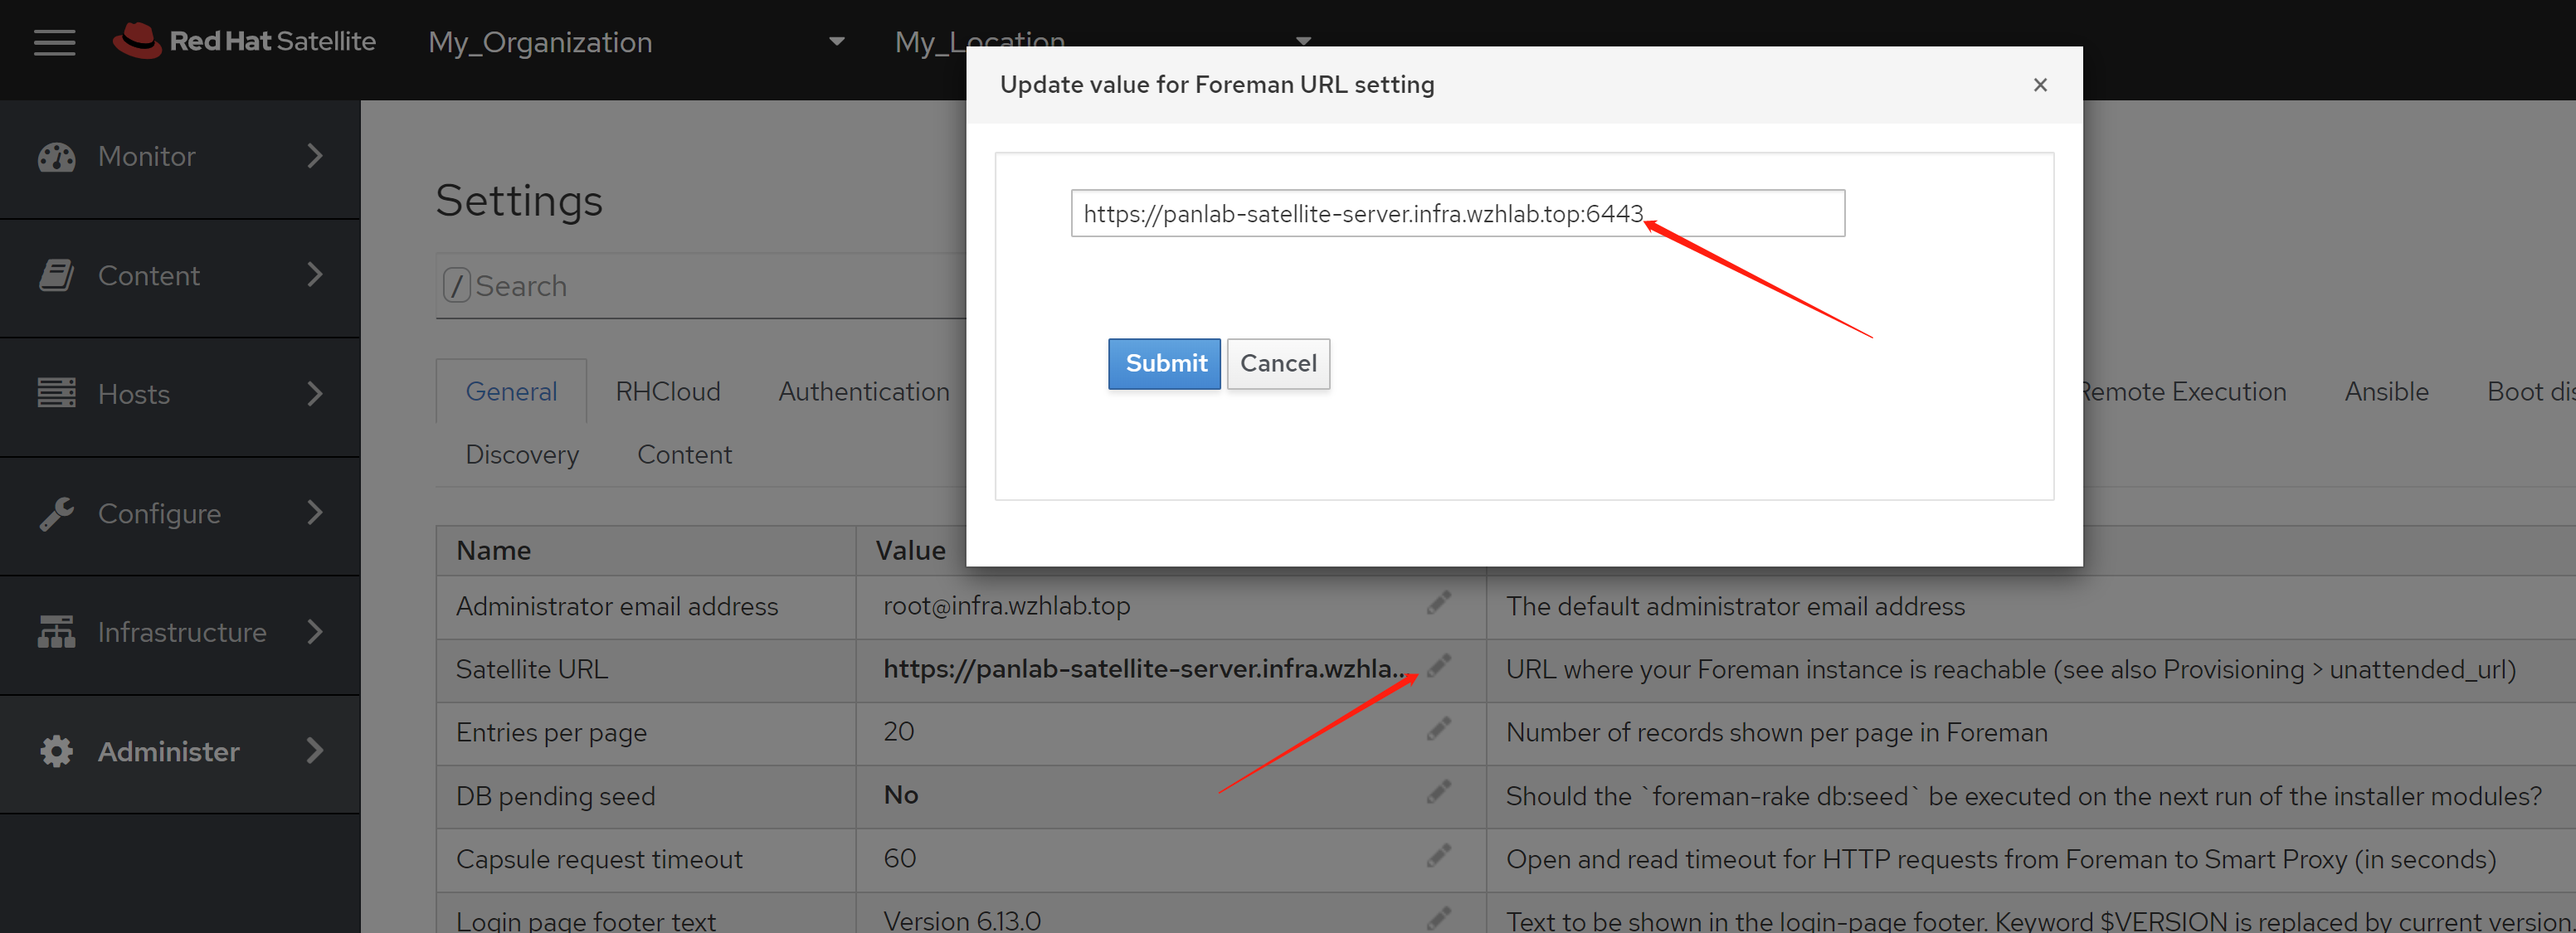 Red Hat Satellite My_Organization My_Location
Update value for Foreman URL setting ×
Monitor
Settings
https://panlab-satellite-server.infra.wzhlab.top:6443
Content
/ Search
Submit Cancel
Hosts
General RHCloud Authentication Remote Execution Ansible Boot dis
Discovery Content
Configure
Name Value
Administrator email address root@infra.wzhlab.top The default administrator email address
Infrastructure
Satellite URL https://panlab-satellite-server.infra.wzhla... URL where your Foreman instance is reachable (see also Provisioning > unattended_url)
Entries per page 20 Number of records shown per page in Foreman
Administer
DB pending seed No Should the `foreman-rake db:seed` be executed on the next run of the installer modules?
Capsule request timeout 60 Open and read timeout for HTTP requests from Foreman to Smart Proxy (in seconds)
Login page footer text Version 6.13.0 Text to be shown in the login-page footer. Keyword $VERSION is replaced by current version